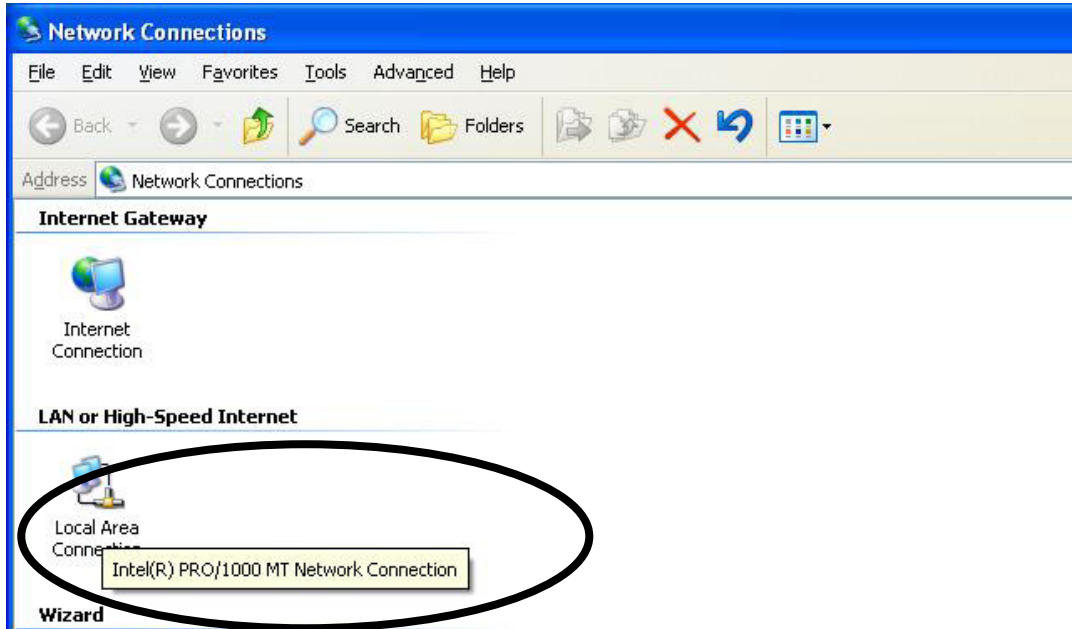 Network Connections
File Edit View Favorites Tools Advanced Help
Back Search Folders
Address Network Connections
Internet Gateway
Internet
Connection
LAN or High-Speed Internet
Local Area
Connection
Intel(R) PRO/1000 MT Network Connection
Wizard